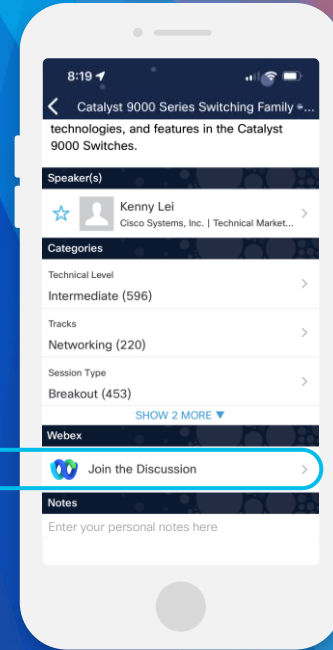 8:19
Catalyst 9000 Series Switching Family ...
technologies, and features in the Catalyst
9000 Switches.
Speaker(s)
Kenny Lei
Cisco Systems, Inc. | Technical Market...
Categories
Technical Level
Intermediate (596)
Tracks
Networking (220)
Session Type
Breakout (453)
SHOW 2 MORE ▼
Webex
Join the Discussion
Notes
Enter your personal notes here